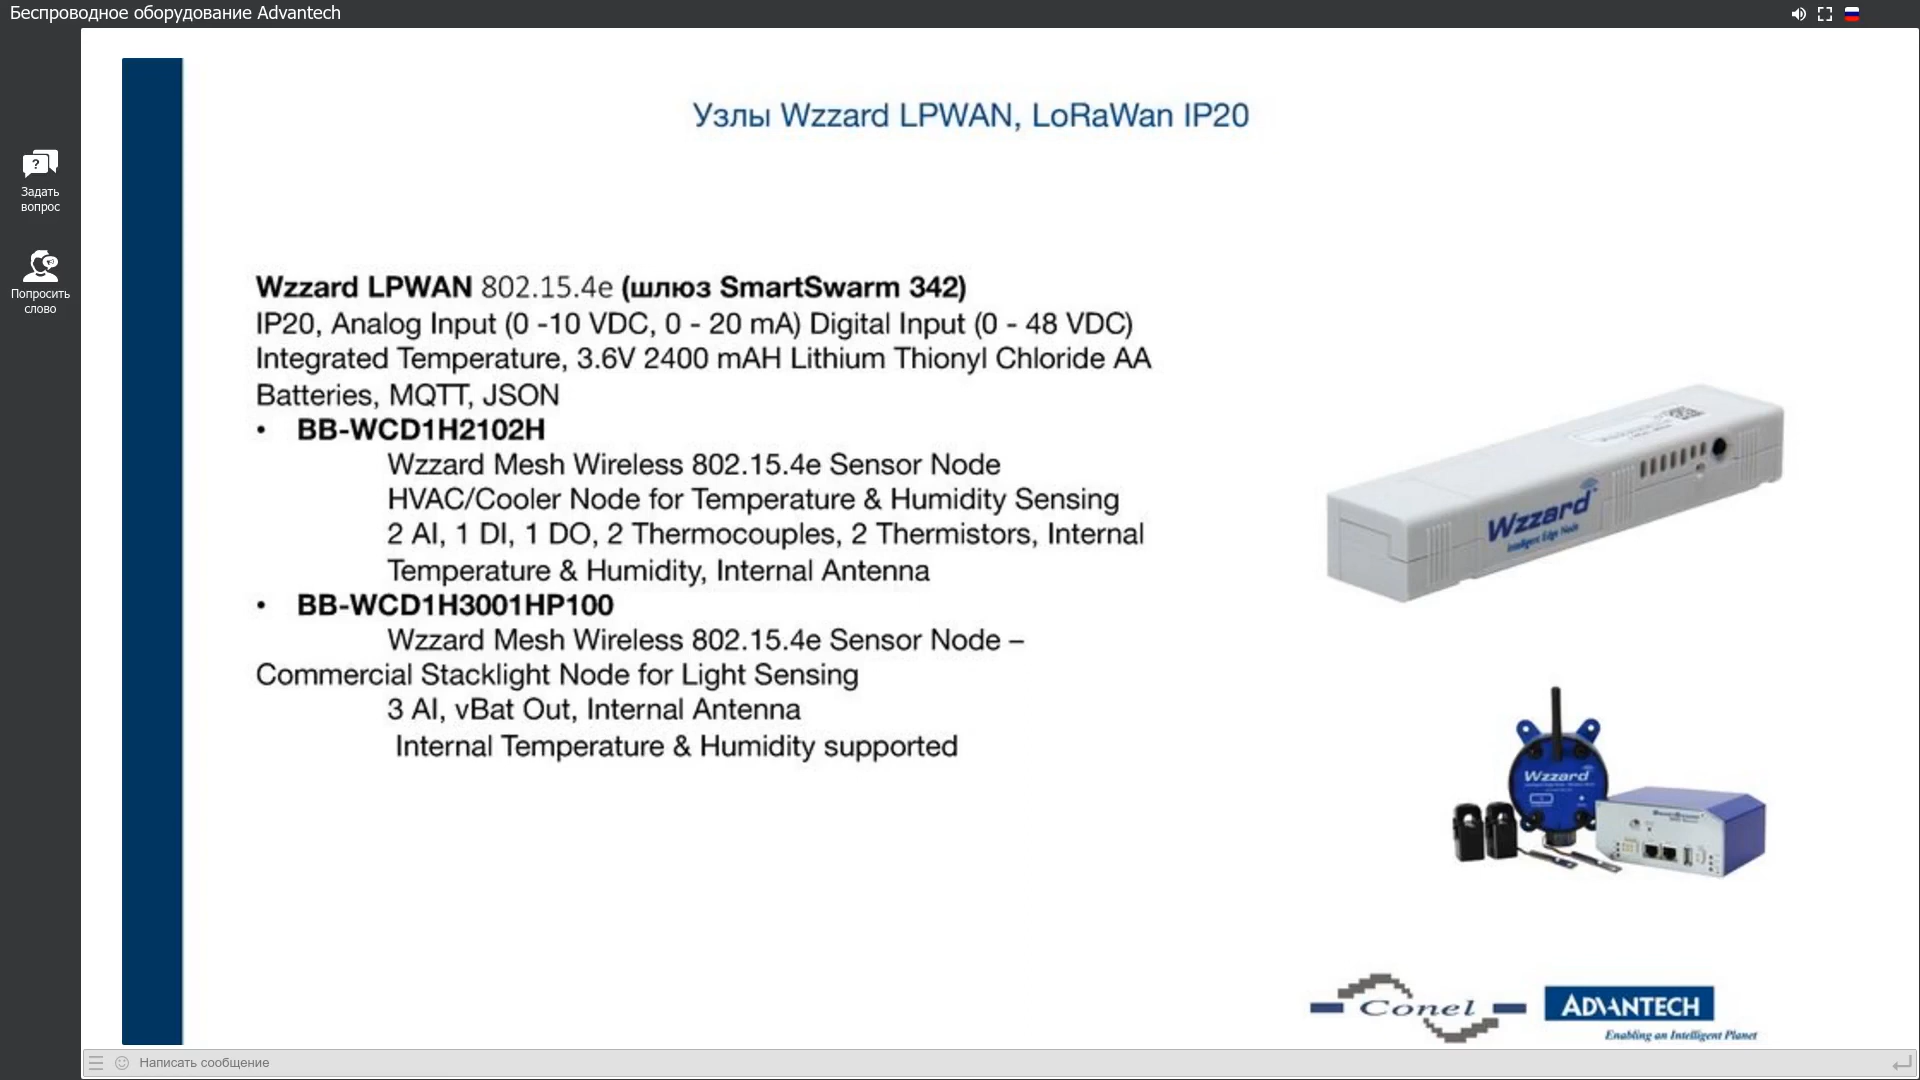 Беспроводное оборудование Advantech
Задать
вопрос
Попросить
слово
Узлы Wzzard LPWAN, LoRaWan IP20
Wzzard LPWAN 802.15.4e (шлюз SmartSwarm 342)
IP20, Analog Input (0 -10 VDC, 0 - 20 mA) Digital Input (0 - 48 VDC)
Integrated Temperature, 3.6V 2400 mAH Lithium Thionyl Chloride AA
Batteries, MQTT, JSON
• BB-WCD1H2102H
Wzzard Mesh Wireless 802.15.4e Sensor Node
HVAC/Cooler Node for Temperature & Humidity Sensing
2 AI, 1 DI, 1 DO, 2 Thermocouples, 2 Thermistors, Internal
Temperature & Humidity, Internal Antenna
• BB-WCD1H3001HP100
Wzzard Mesh Wireless 802.15.4e Sensor Node –
Commercial Stacklight Node for Light Sensing
3 AI, vBat Out, Internal Antenna
Internal Temperature & Humidity supported
Wzzard
Intelligent Edge Node
Wzzard
Conel
ADVANTECH
Enabling an Intelligent Planet
Написать сообщение